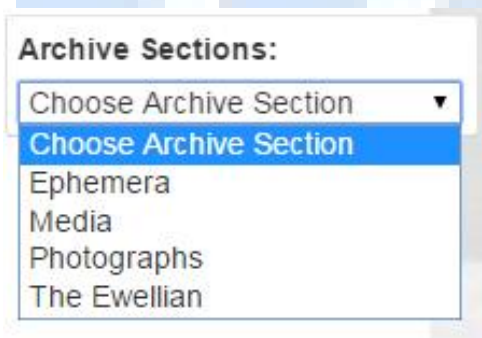 Archive Sections:
Choose Archive Section
Choose Archive Section
Ephemera
Media
Photographs
The Ewellian